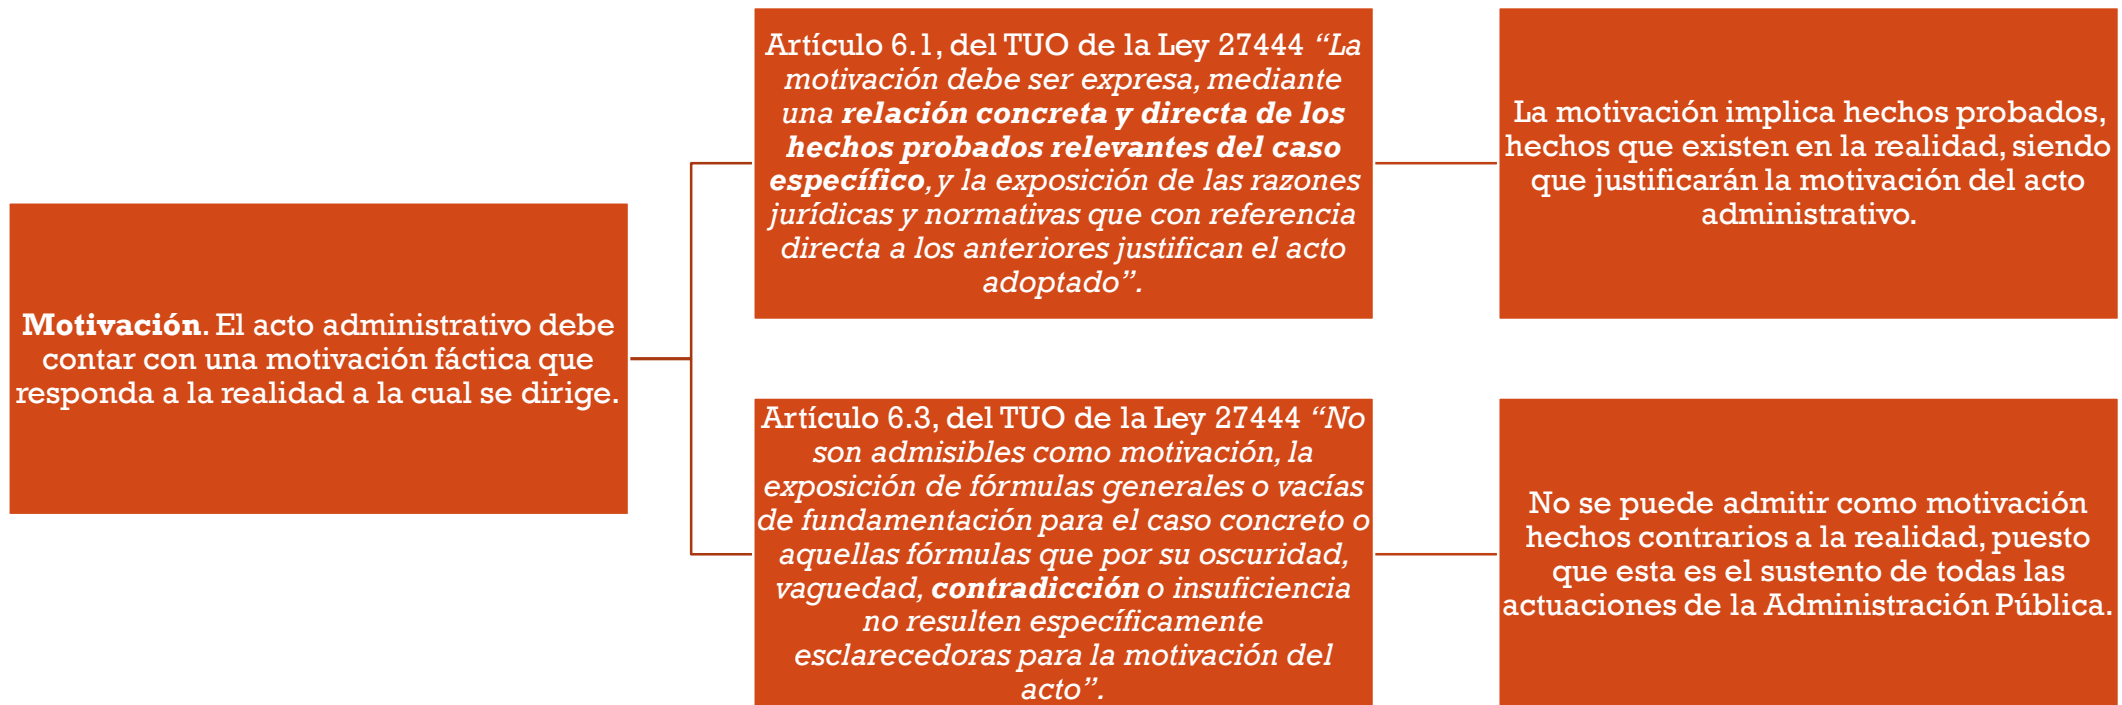 Motivación. El acto administrativo debe
contar con una motivación fáctica que
responda a la realidad a la cual se dirige.
Artículo 6.1, del TUO de la Ley 27444 “La
motivación debe ser expresa, mediante
una relación concreta y directa de los
hechos probados relevantes del caso
específico, y la exposición de las razones
jurídicas y normativas que con referencia
directa a los anteriores justifican el acto
adoptado”.
La motivación implica hechos probados,
hechos que existen en la realidad, siendo
que justificarán la motivación del acto
administrativo.
Artículo 6.3, del TUO de la Ley 27444 “No
son admisibles como motivación, la
exposición de fórmulas generales o vacías
de fundamentación para el caso concreto o
aquellas fórmulas que por su oscuridad,
vaguedad, contradicción o insuficiencia
no resulten específicamente
esclarecedoras para la motivación del
acto”.
No se puede admitir como motivación
hechos contrarios a la realidad, puesto
que esta es el sustento de todas las
actuaciones de la Administración Pública.